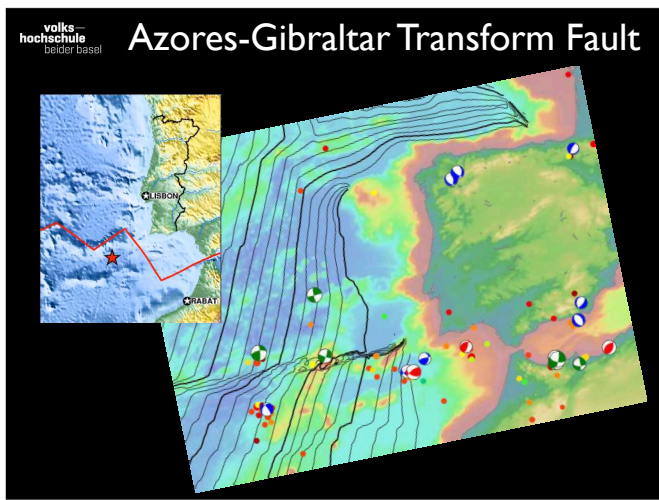 volks—
hochschule
beider basel
Azores-Gibraltar Transform Fault
LISBON
RABAT